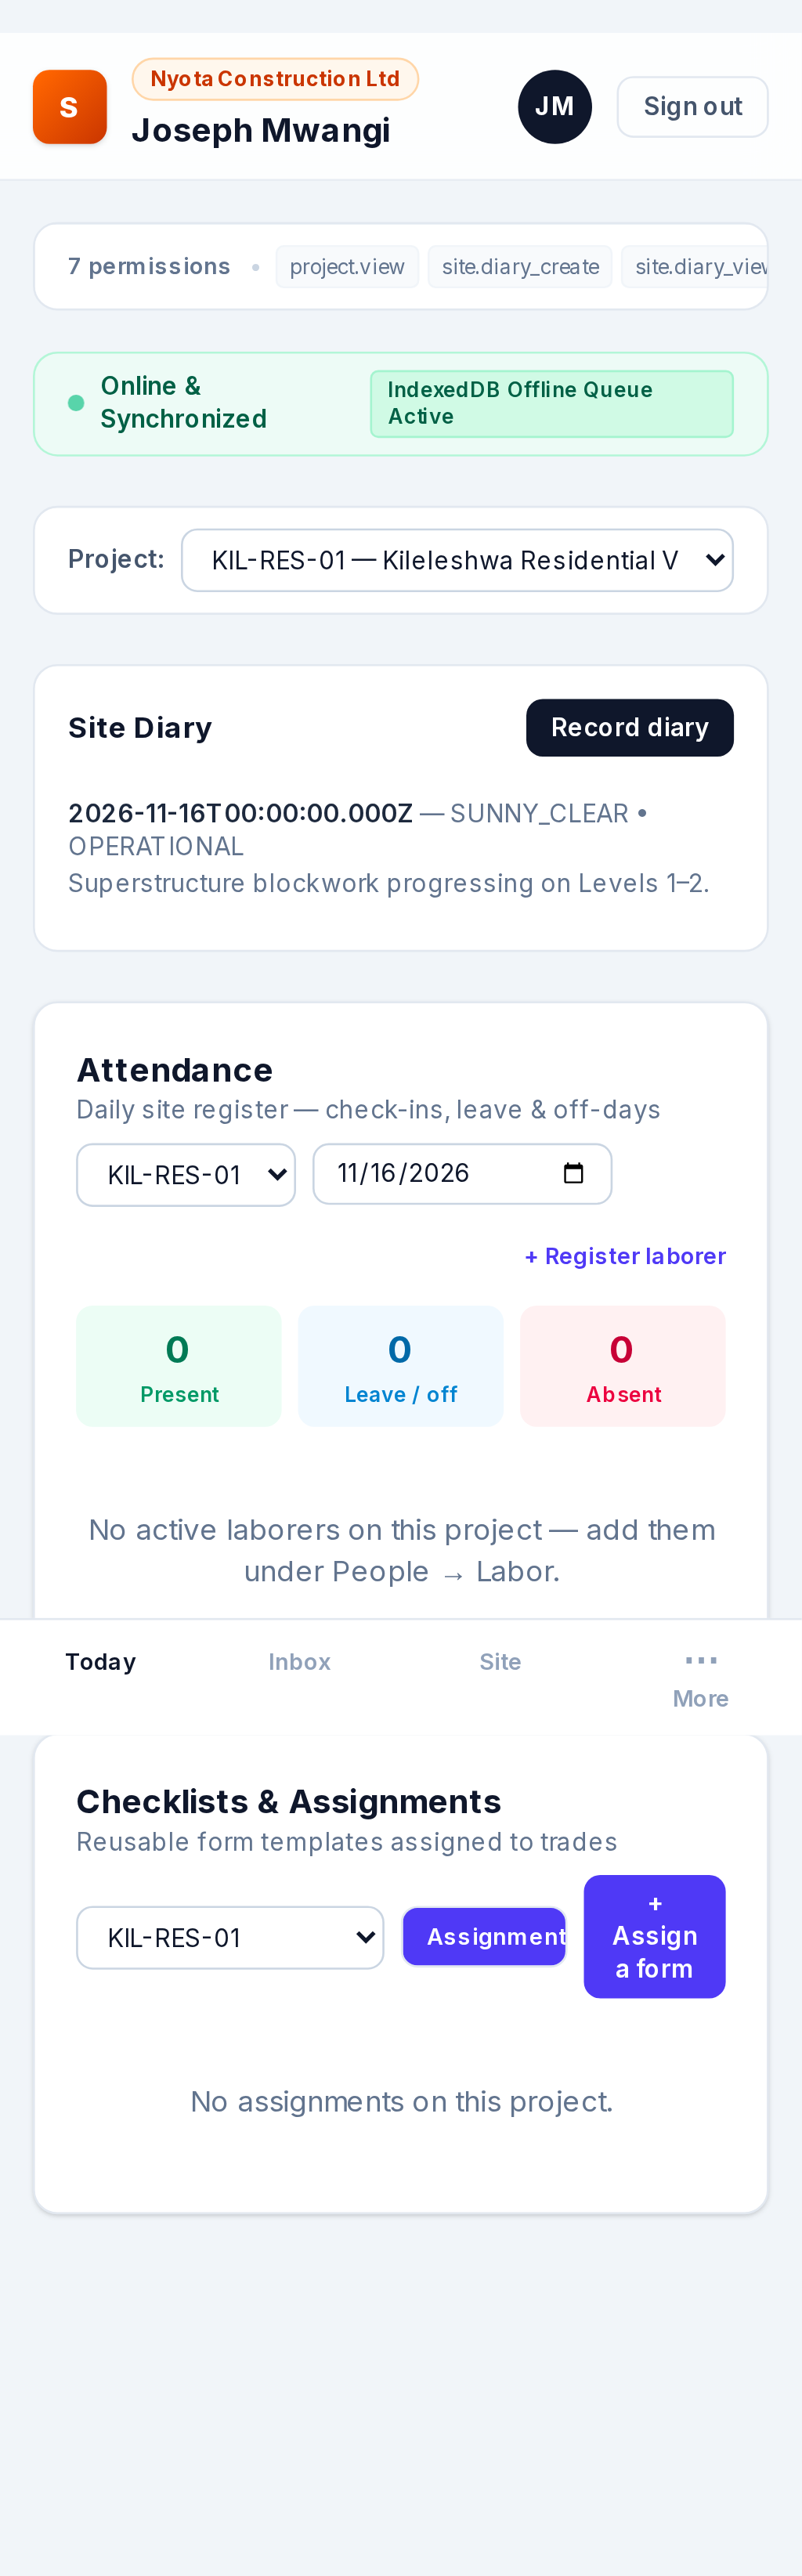 S
Nyota Construction Ltd
Joseph Mwangi
JM
Sign out
7 permissions • project.view site.diary_create site.diary_view
Online &
Synchronized
IndexedDB Offline Queue
Active
Project: KIL-RES-01 — Kileleshwa Residential V
Site Diary
Record diary
2026-11-16T00:00:00.000Z — SUNNY_CLEAR •
OPERATIONAL
Superstructure blockwork progressing on Levels 1–2.
Attendance
Daily site register — check-ins, leave & off-days
KIL-RES-01 11/16/2026
+ Register laborer
0 0 0
Present Leave / off Absent
No active laborers on this project — add them
under People → Labor.
Today Inbox Site ⋯
More
Checklists & Assignments
Reusable form templates assigned to trades
KIL-RES-01
Assignment
+
Assign
a form
No assignments on this project.